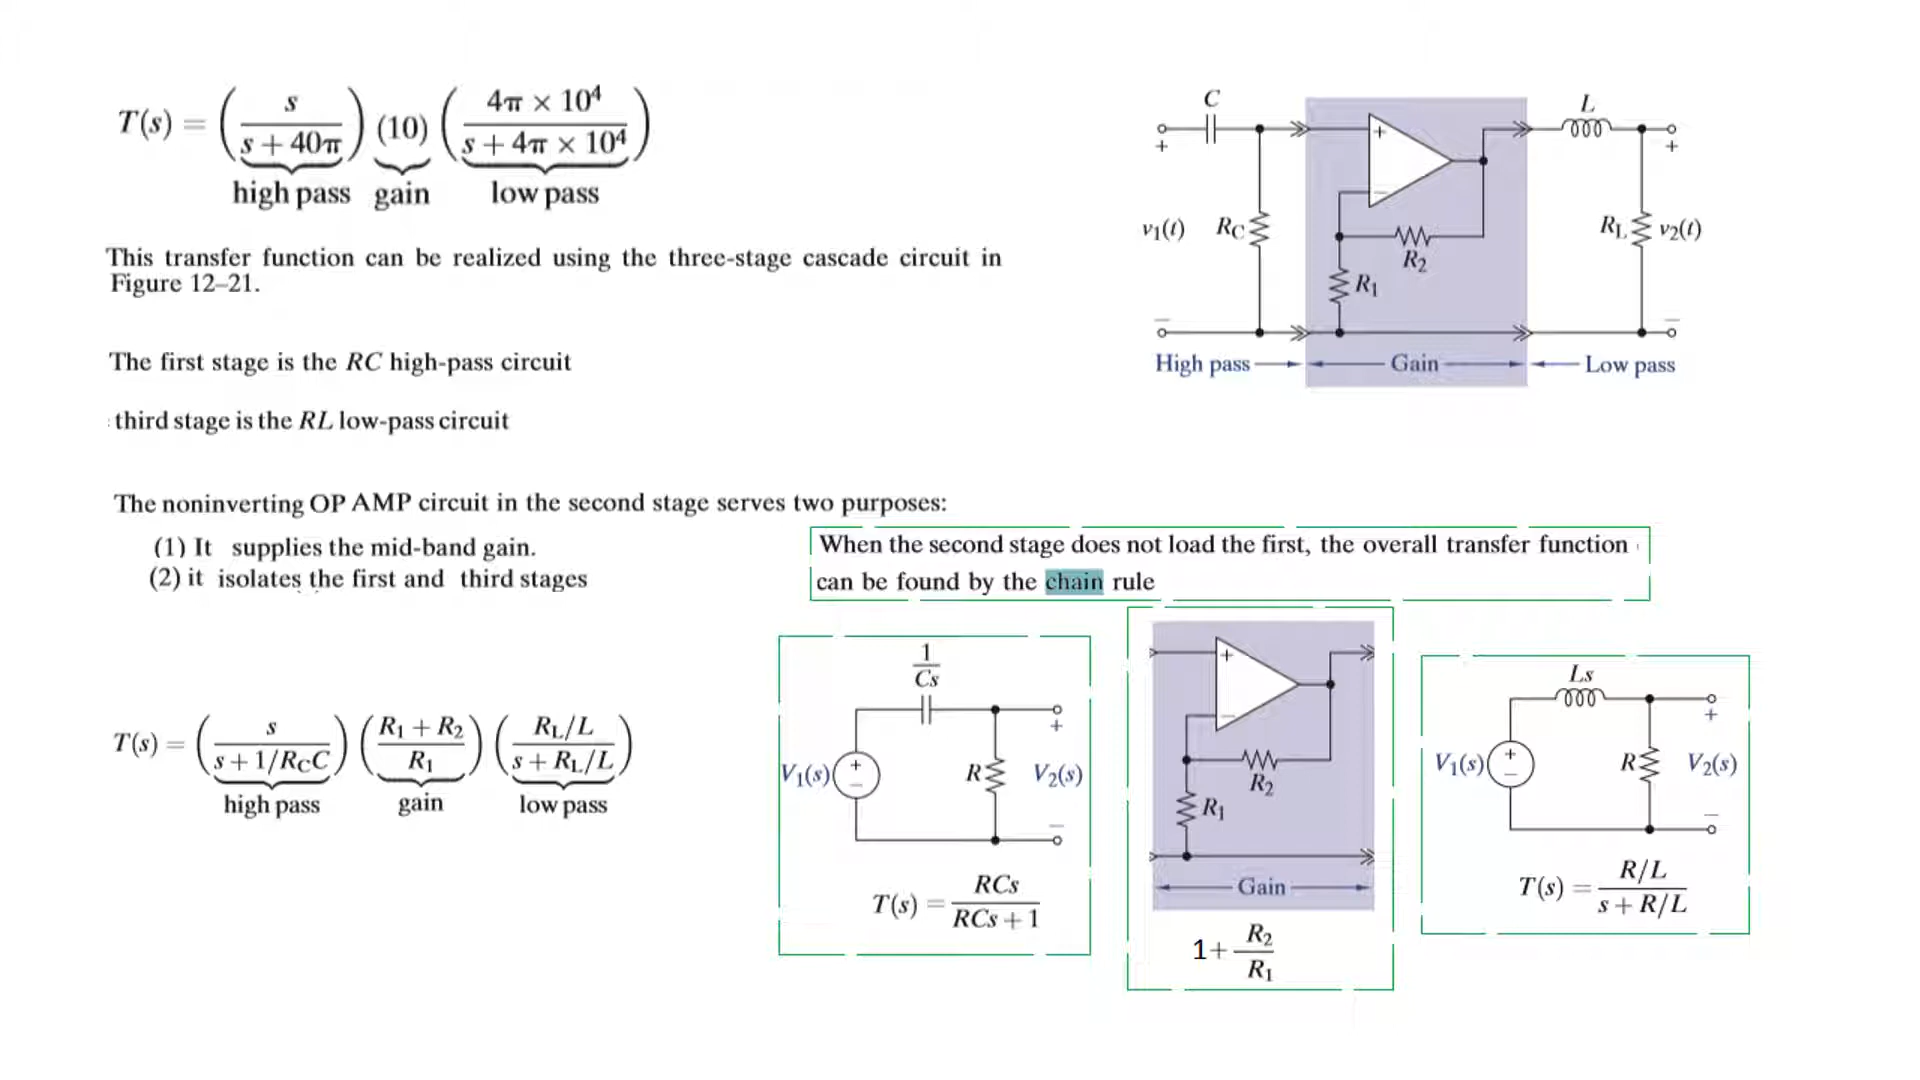 T(s) = (s / (s + 40π)) (10) (4π × 10⁴ / (s + 4π × 10⁴))
high pass gain low pass
This transfer function can be realized using the three-stage cascade circuit in
Figure 12–21.
The first stage is the RC high-pass circuit
third stage is the RL low-pass circuit
C
L
+
+
+
−
v₁(t)
R_C
R₂
R₁
R_L
v₂(t)
−
−
High pass
Gain
Low pass
The noninverting OP AMP circuit in the second stage serves two purposes:
(1) It supplies the mid-band gain.
(2) it isolates the first and third stages
When the second stage does not load the first, the overall transfer function
can be found by the chain rule
T(s) = (s / (s + 1/R_C C)) ((R₁ + R₂) / R₁) ((R_L/L) / (s + R_L/L))
high pass gain low pass
1/Cs
+
V₁(s)
+
−
R
V₂(s)
−
T(s) = RCs / (RCs + 1)
+
−
R₂
R₁
Gain
1+ R₂/R₁
Ls
+
V₁(s)
+
−
R
V₂(s)
−
T(s) = (R/L) / (s + R/L)